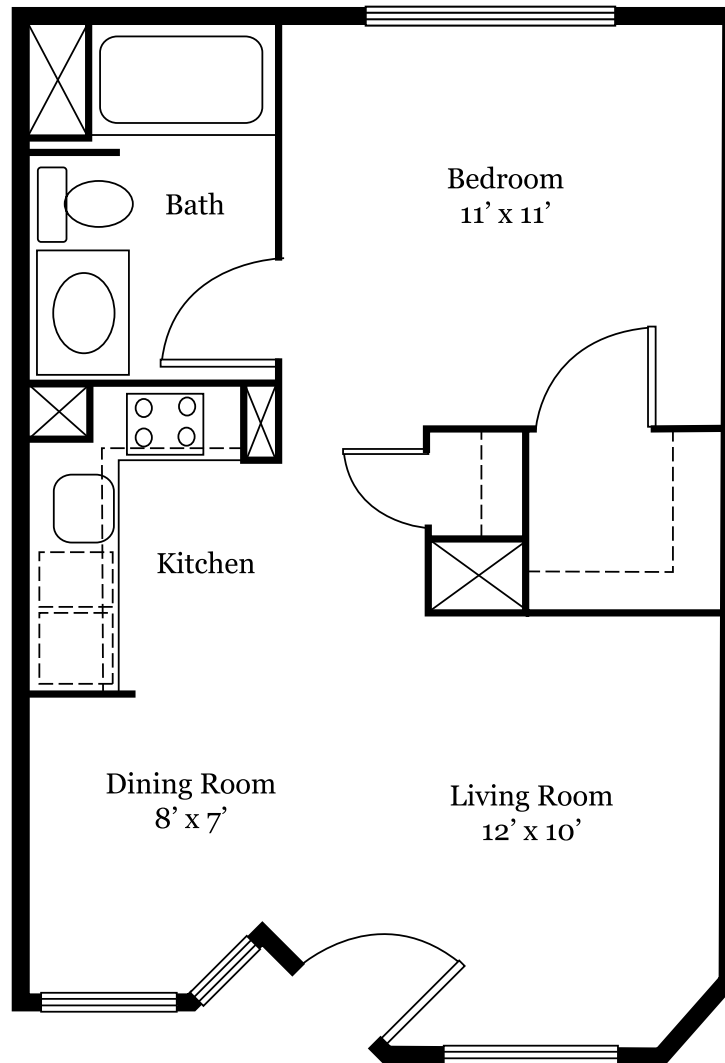 Bedroom
11’ x 11’
Bath
Kitchen
Dining Room
8’ x 7’
Living Room
12’ x 10’